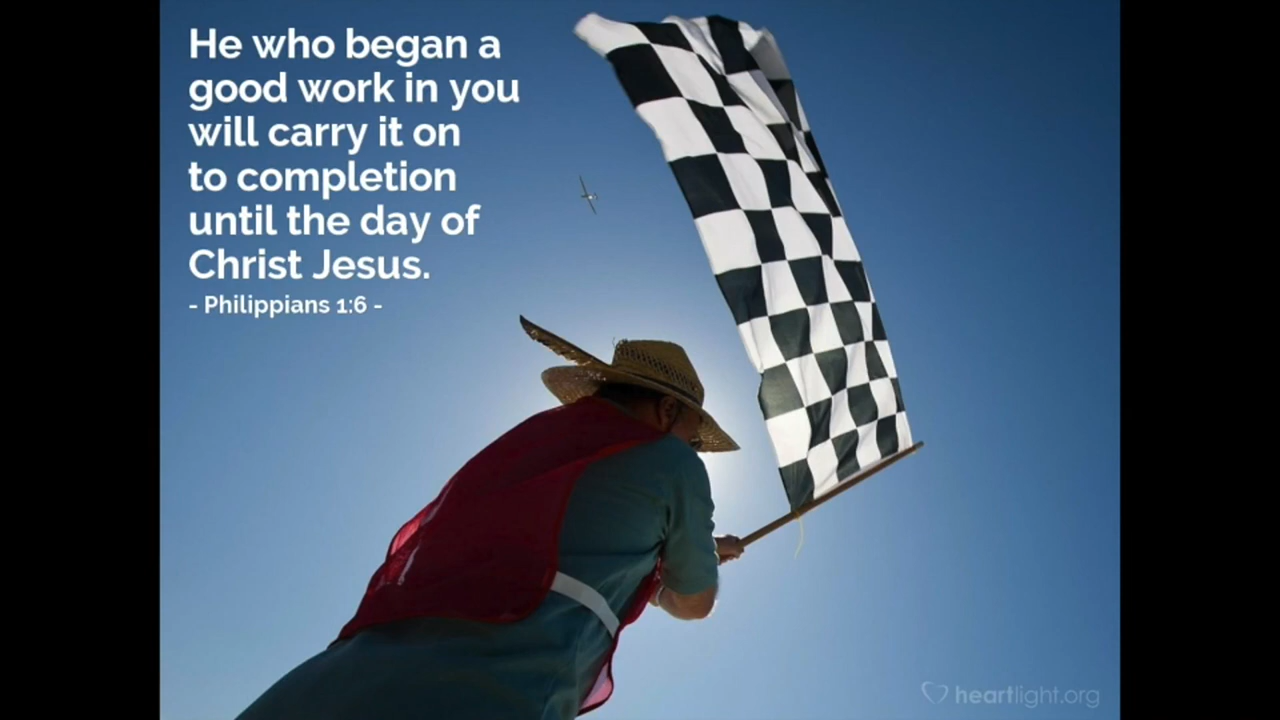 He who began a
good work in you
will carry it on
to completion
until the day of
Christ Jesus.
- Philippians 1:6 -
heartlight.org